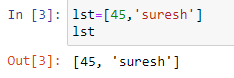 In [3]: lst=[45,'suresh']
lst
Out[3]: [45, 'suresh']